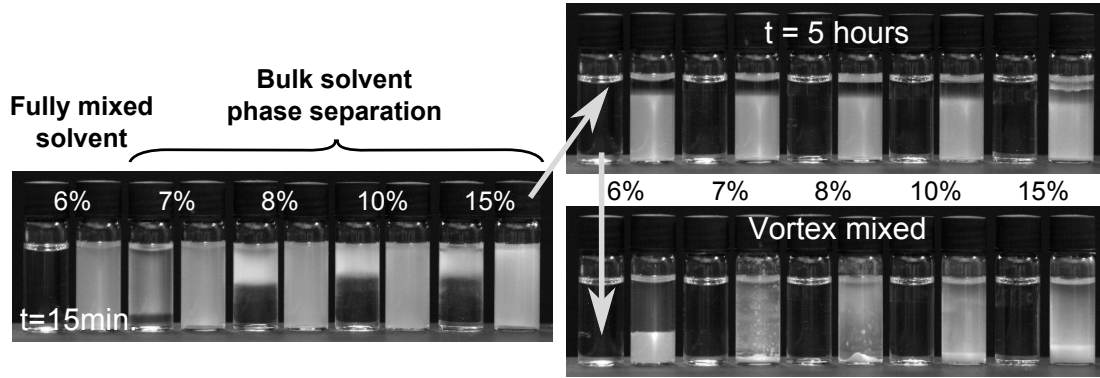 Fully mixed
solvent
Bulk solvent
phase separation
6% 7% 8% 10% 15%
t=15min.
t = 5 hours
6% 7% 8% 10% 15%
Vortex mixed